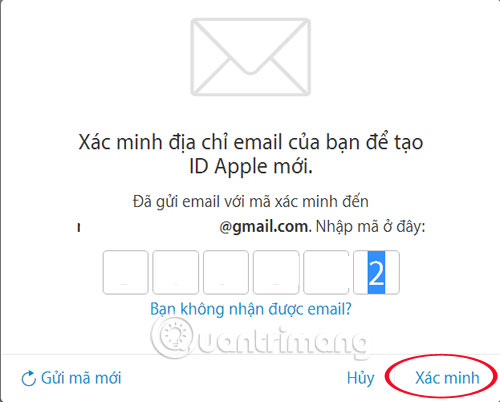 Xác minh địa chỉ email của bạn để tạo
ID Apple mới.
Đã gửi email với mã xác minh đến
@gmail.com. Nhập mã ở đây:
2
Bạn không nhận được email?
Quantrimang
Gửi mã mới Hủy Xác minh